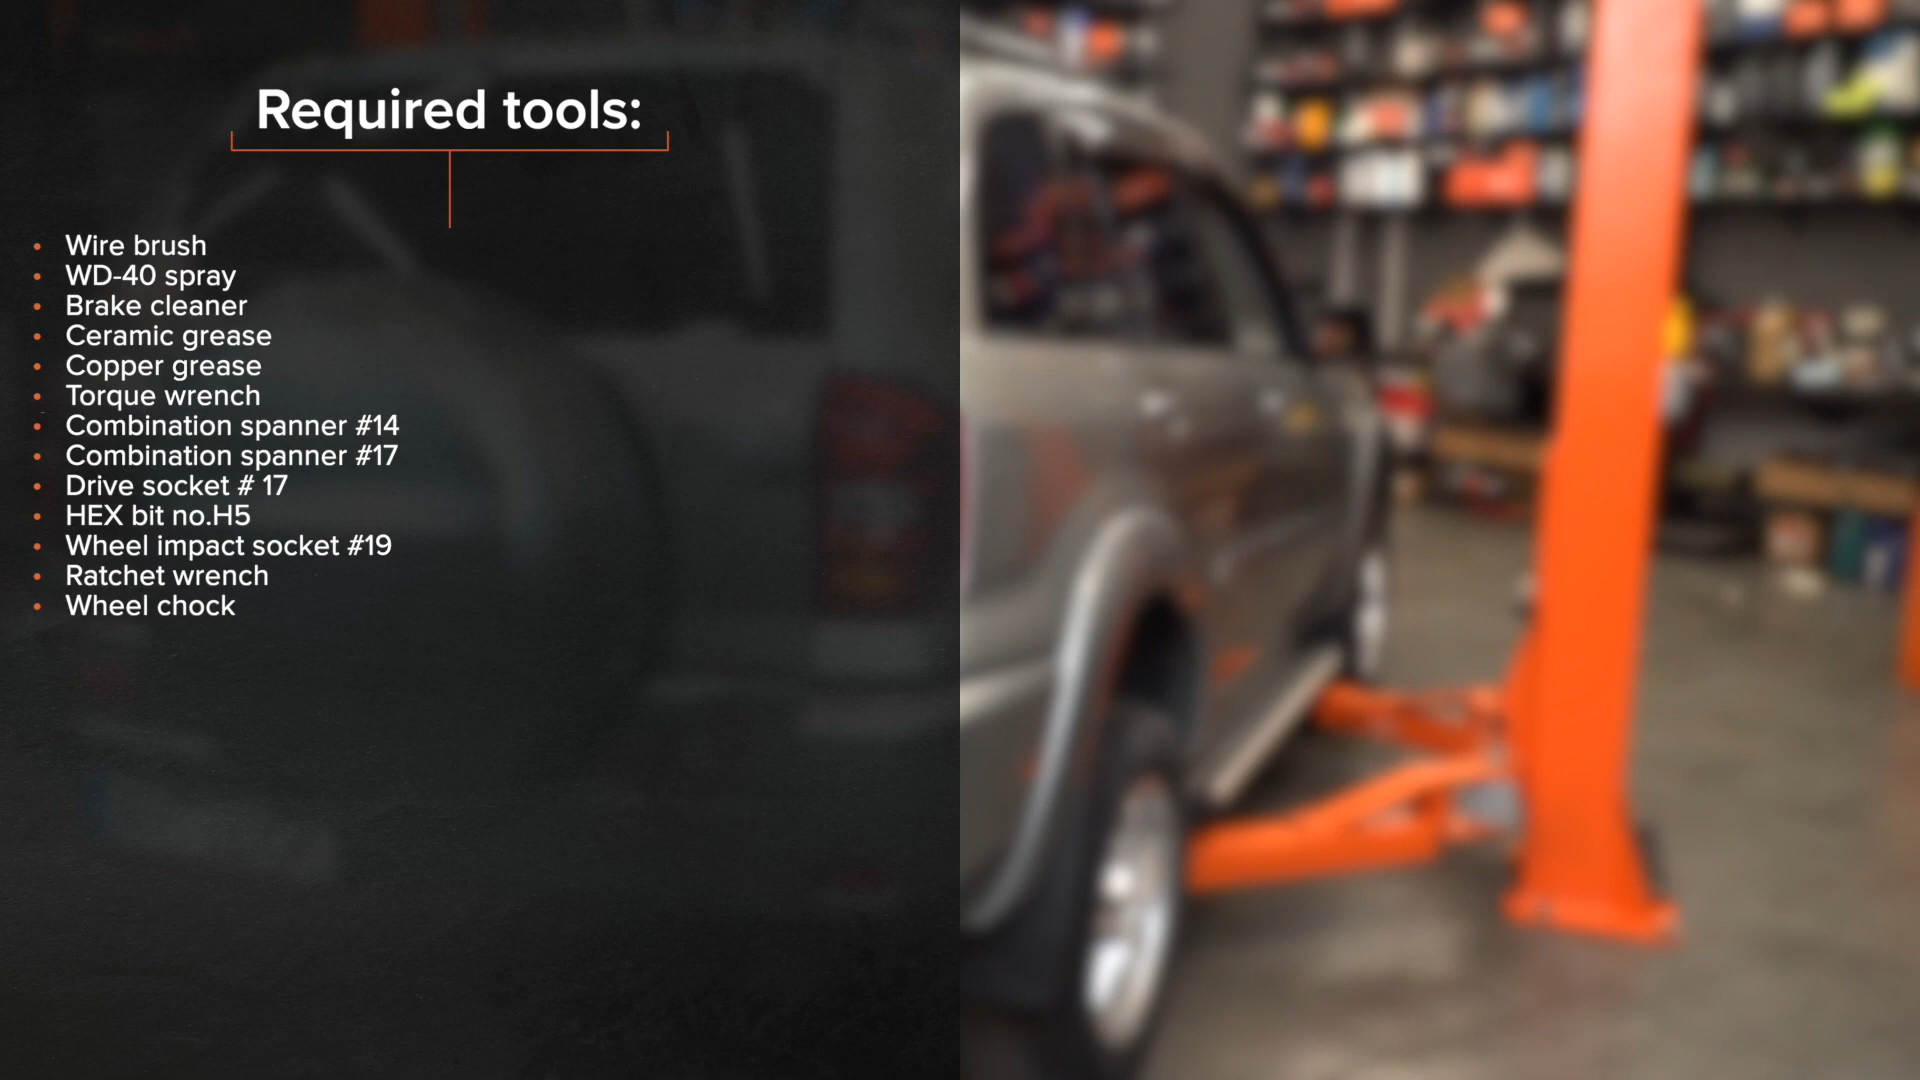 Required tools:
• Wire brush
• WD-40 spray
• Brake cleaner
• Ceramic grease
• Copper grease
• Torque wrench
• Combination spanner #14
• Combination spanner #17
• Drive socket # 17
• HEX bit no.H5
• Wheel impact socket #19
• Ratchet wrench
• Wheel chock